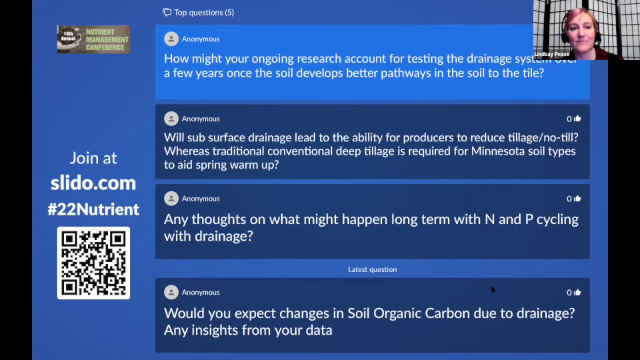 Top questions (5)
14th Annual
NUTRIENT
MANAGEMENT
CONFERENCE
Join at
slido.com
#22Nutrient
Anonymous
How might your ongoing research account for testing the drainage system over
a few years once the soil develops better pathways in the soil to the tile?
Anonymous
0
Will sub surface drainage lead to the ability for producers to reduce tillage/no-till?
Whereas traditional conventional deep tillage is required for Minnesota soil types
to aid spring warm up?
Anonymous
0
Any thoughts on what might happen long term with N and P cycling
with drainage?
Latest question
Anonymous
0
Would you expect changes in Soil Organic Carbon due to drainage?
Any insights from your data
Lindsay Pease